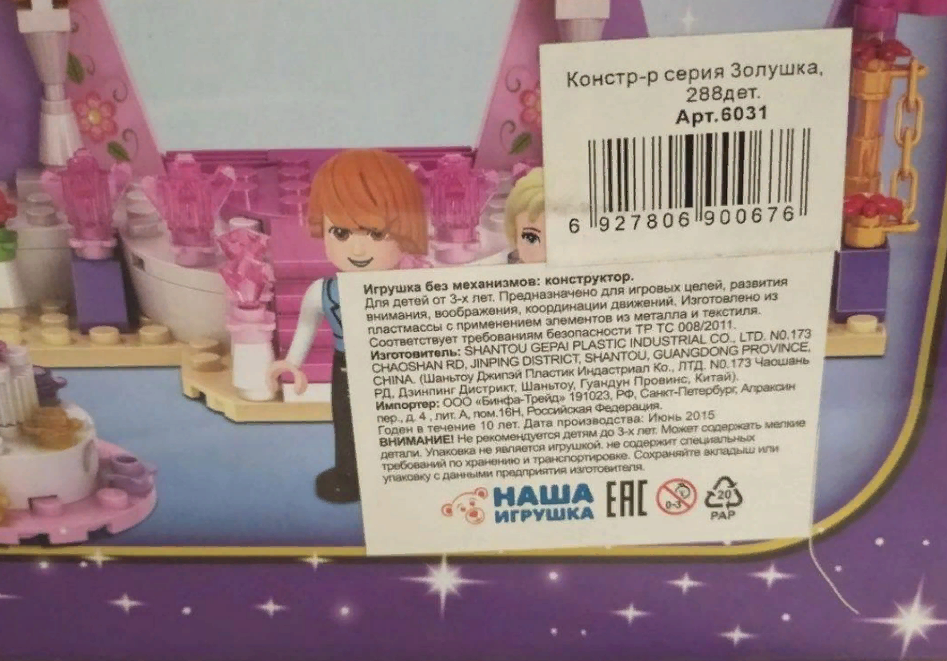 Констр-р серия Золушка,
288дет.
Арт.6031
6 927806 900676
Игрушка без механизмов: конструктор.
Для детей от 3-х лет. Предназначено для игровых целей, развития
внимания, воображения, координации движений. Изготовлено из
пластмассы с применением элементов из металла и текстиля.
Соответствует требованиям безопасности ТР ТС 008/2011.
Изготовитель: SHANTOU GEPAI PLASTIC INDUSTRIAL CO., LTD. N0.173
CHAOSHAN RD, JINPING DISTRICT, SHANTOU, GUANGDONG PROVINCE,
CHINA. (Шаньтоу Джипэй Пластик Индастриал Ко., ЛТД. N0.173 Чаошань
РД, Дзинпинг Дистрикт, Шаньтоу, Гуандун Провинс, Китай).
Импортер: ООО «Бинфа-Трейд» 191023, РФ, Санкт-Петербург, Апраксин
пер., д. 4 , лит. А, пом.16Н, Российская Федерация.
Годен в течение 10 лет. Дата производства: Июнь 2015
ВНИМАНИЕ! Не рекомендуется детям до 3-х лет. Может содержать мелкие
детали. Упаковка не является игрушкой. не содержит специальных
требований по хранению и транспортировке. Сохраняйте вкладыш или
упаковку с данными предприятия изготовителя.
НАША
ИГРУШКА
EAC
0-3
20
PAP